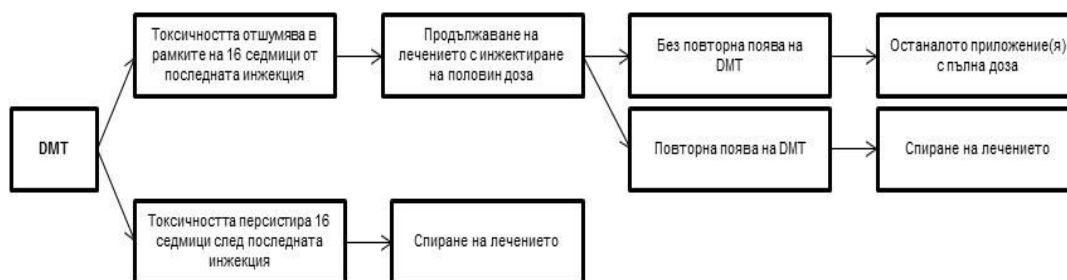 DMT
Токсичността отшумява в
рамките на 16 седмици от
последната инжекция
Продължаване на
лечението с инжектиране
на половин доза
Без повторна поява на
DMT
Останалото приложение(я)
с пълна доза
Повторна поява на DMT
Спиране на лечението
Токсичността персистира 16
седмици след последната
инжекция
Спиране на лечението